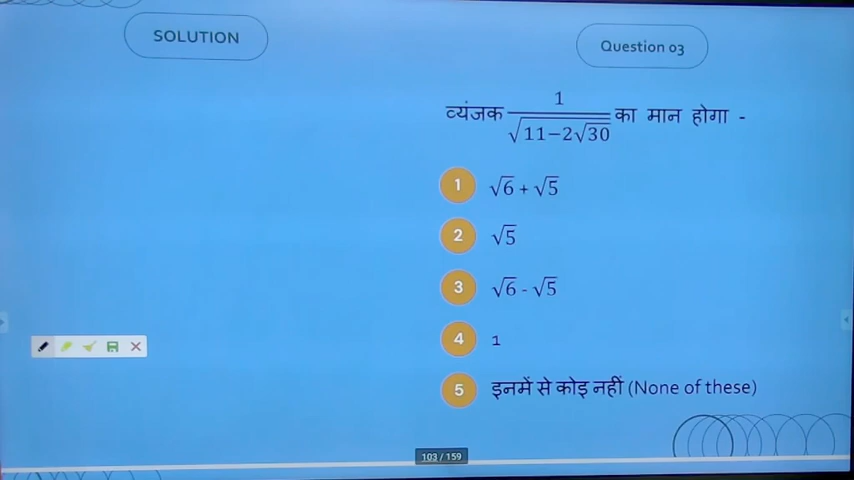 SOLUTION
Question 03
व्यंजक 1/√(11−2√30) का मान होगा -
1 √6 + √5
2 √5
3 √6 - √5
4 1
5 इनमें से कोइ नहीं (None of these)
103 / 159